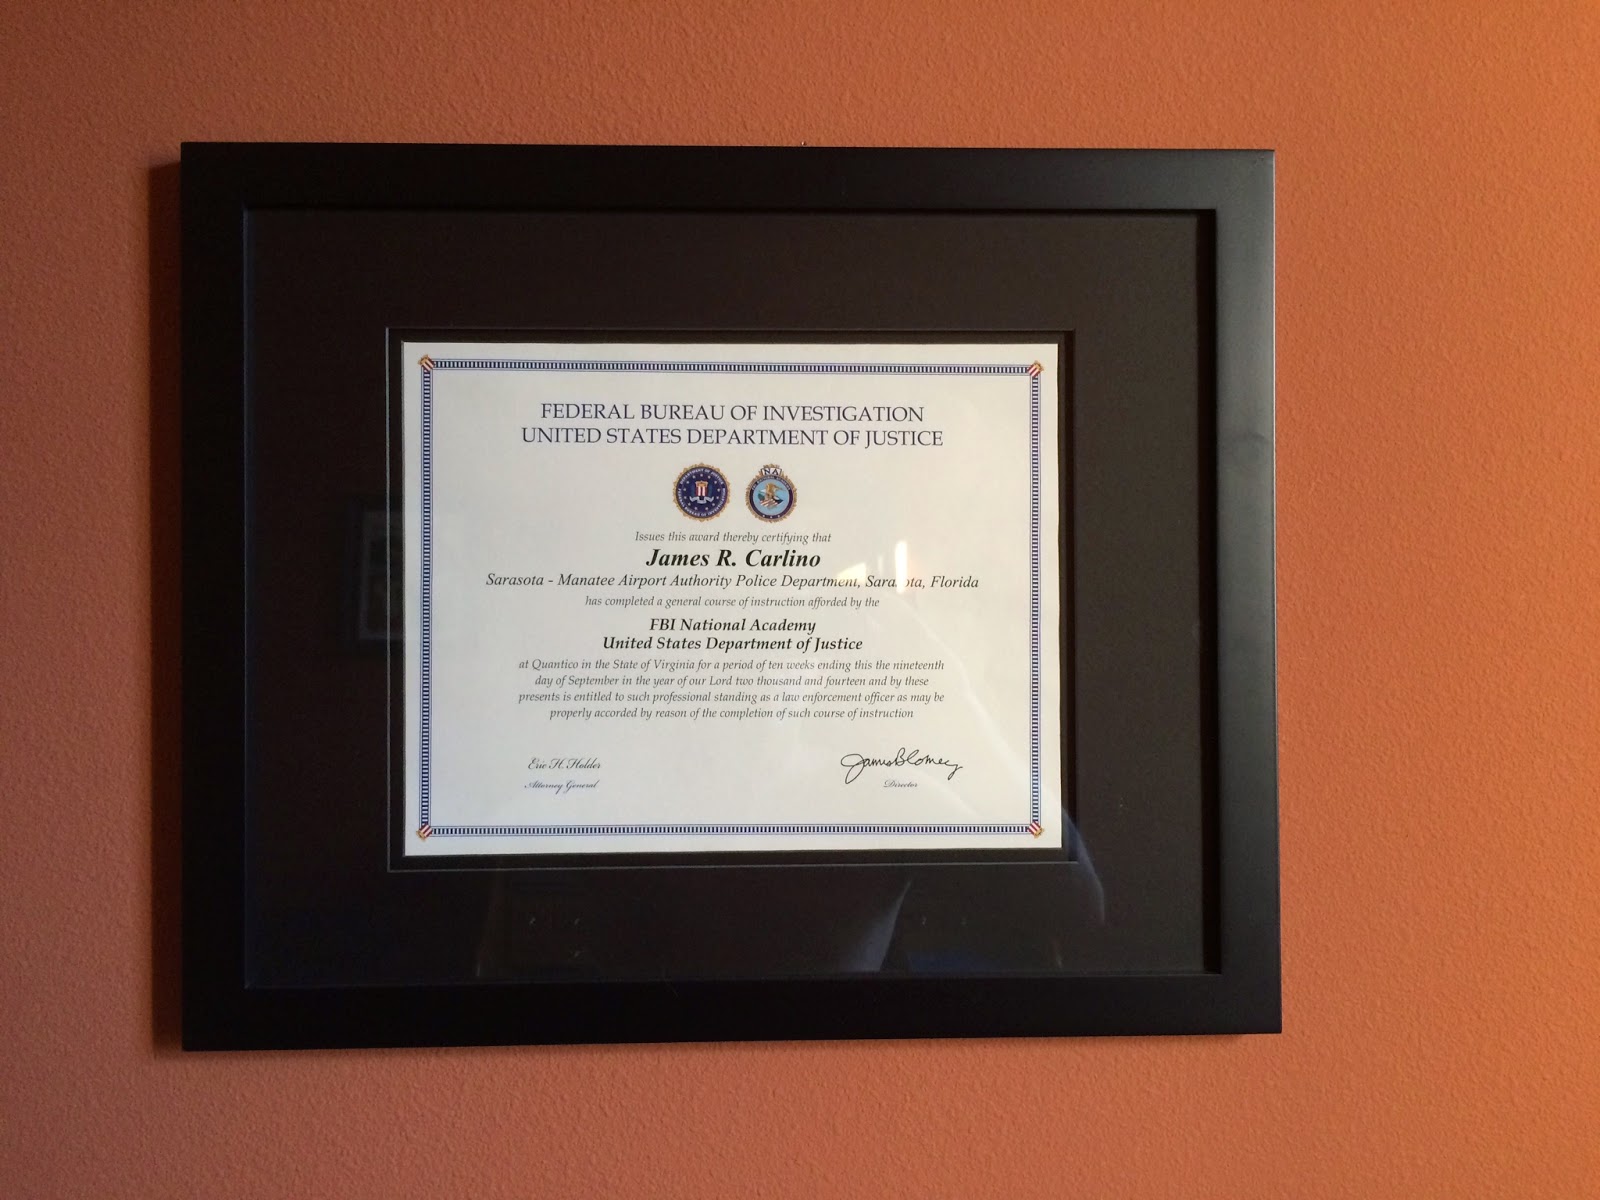 FEDERAL BUREAU OF INVESTIGATION
UNITED STATES DEPARTMENT OF JUSTICE
Issues this award thereby certifying that
James R. Carlino
Sarasota - Manatee Airport Authority Police Department, Sarasota, Florida
has completed a general course of instruction afforded by the
FBI National Academy
United States Department of Justice
at Quantico in the State of Virginia for a period of ten weeks ending this the nineteenth
day of September in the year of our Lord two thousand and fourteen and by these
presents is entitled to such professional standing as a law enforcement officer as may be
properly accorded by reason of the completion of such course of instruction
Eric H. Holder
James B Comey
Attorney General
Director